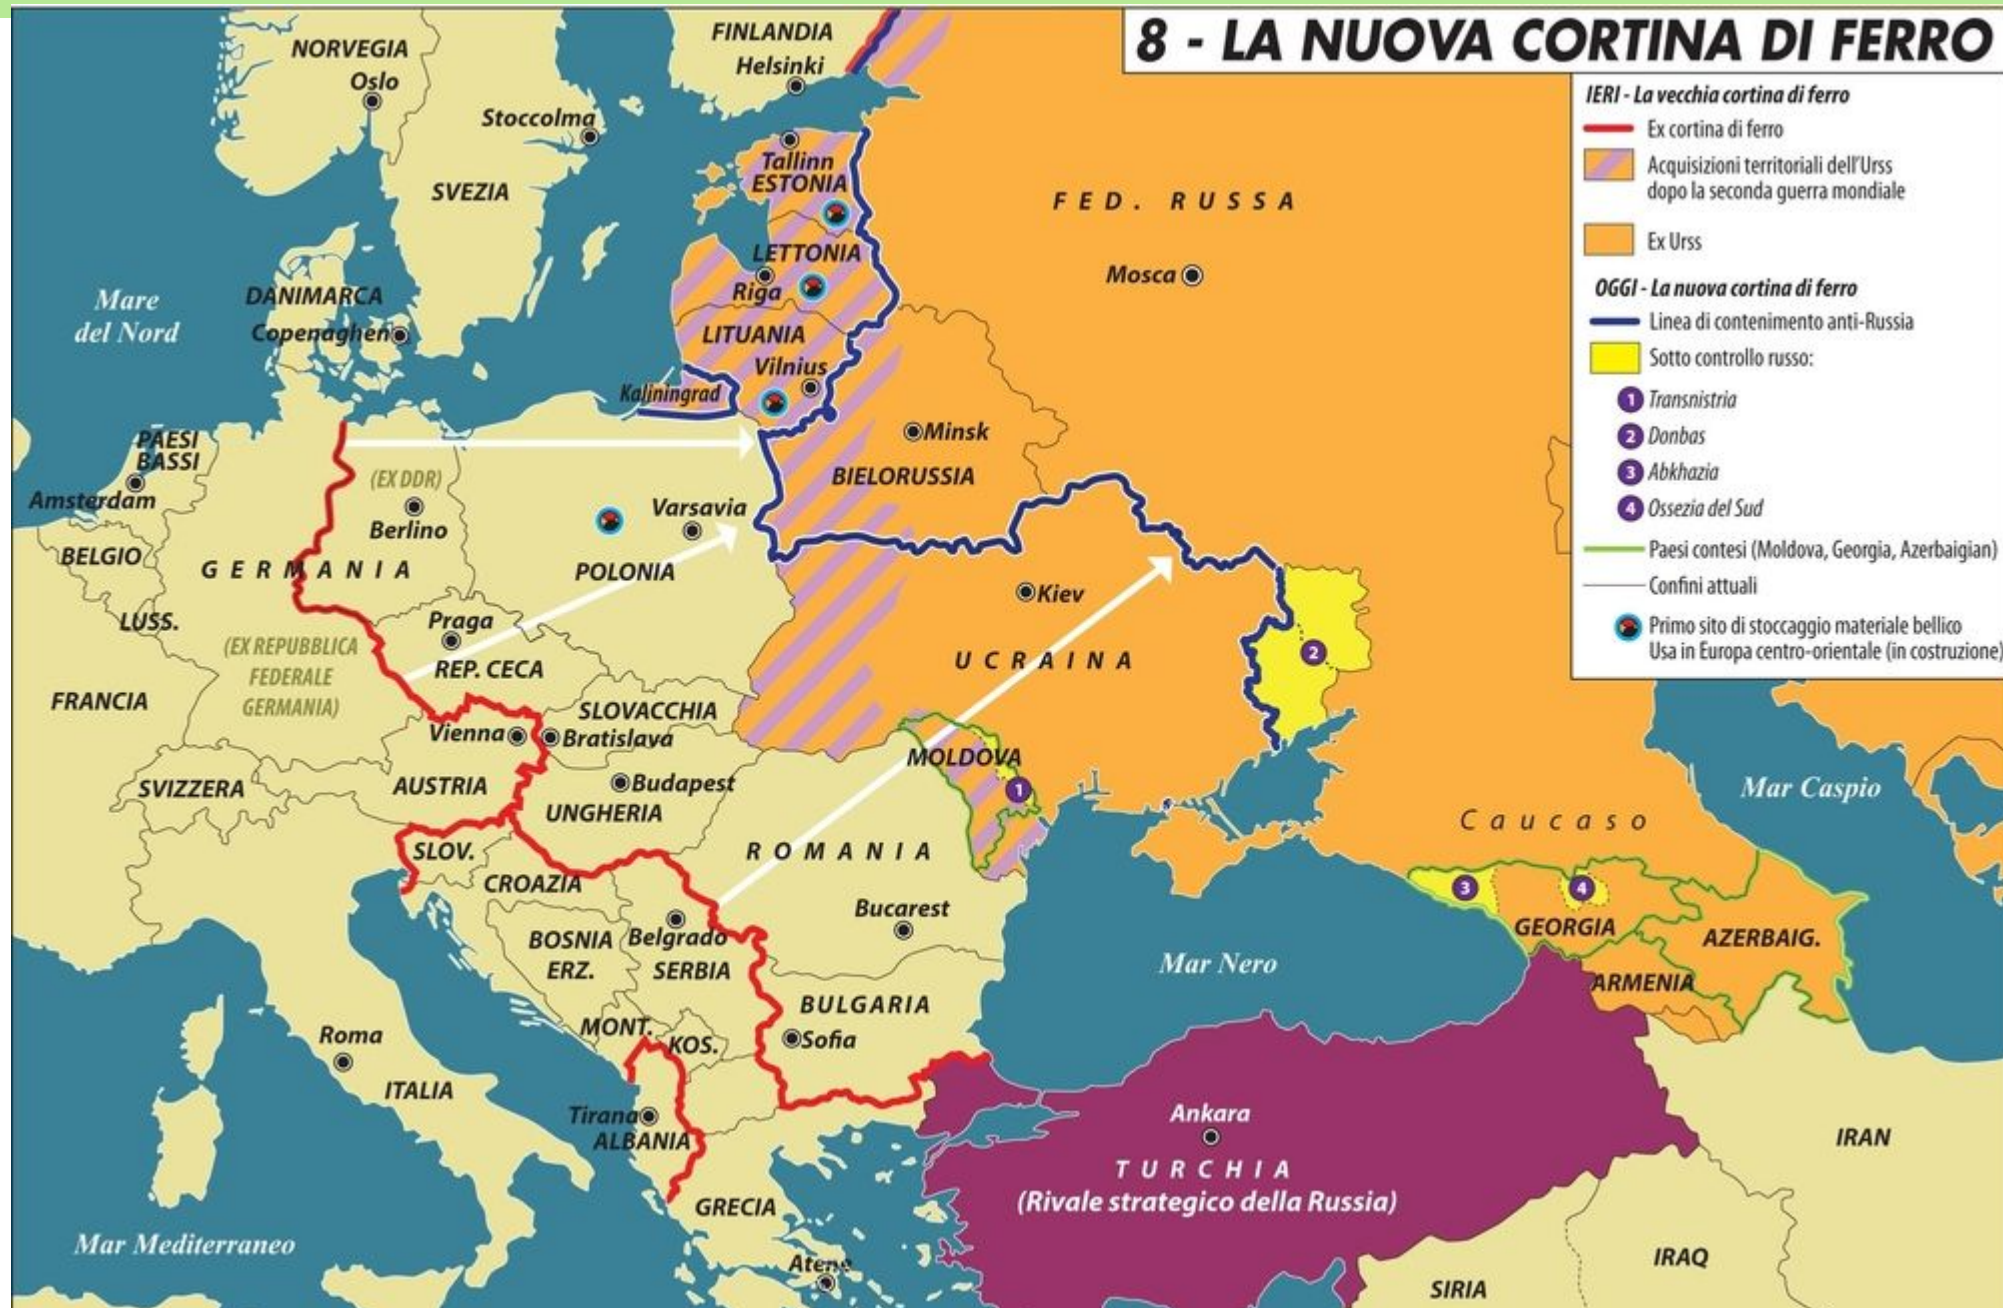 8 - LA NUOVA CORTINA DI FERRO
IERI - La vecchia cortina di ferro
Ex cortina di ferro
Acquisizioni territoriali dell'Urss
dopo la seconda guerra mondiale
Ex Urss
OGGI - La nuova cortina di ferro
Linea di contenimento anti-Russia
Sotto controllo russo:
1 Transnistria
2 Donbas
3 Abkhazia
4 Ossezia del Sud
Paesi contesi (Moldova, Georgia, Azerbaigian)
Confini attuali
Primo sito di stoccaggio materiale bellico
Usa in Europa centro-orientale (in costruzione)
NORVEGIA
Oslo
FINLANDIA
Helsinki
Stoccolma
SVEZIA
Tallinn
ESTONIA
FED. RUSSA
LETTONIA
Riga
Mosca
Mare
del Nord
DANIMARCA
Copenaghen
LITUANIA
Vilnius
Kaliningrad
Minsk
BIELORUSSIA
PAESI
BASSI
Amsterdam
(EX DDR)
Berlino
Varsavia
BELGIO
GERMANIA
POLONIA
Kiev
LUSS.
Praga
(EX REPUBBLICA
FEDERALE
GERMANIA)
REP. CECA
UCRAINA
2
FRANCIA
SLOVACCHIA
Vienna
Bratislava
MOLDOVA
SVIZZERA
AUSTRIA
Budapest
UNGHERIA
1
Mar Caspio
Caucaso
SLOV.
ROMANIA
CROAZIA
3
4
Bucarest
GEORGIA
AZERBAIG.
BOSNIA
ERZ.
Belgrado
SERBIA
Mar Nero
ARMENIA
BULGARIA
MONT.
KOS.
Sofia
Roma
ITALIA
Tirana
ALBANIA
Ankara
TURCHIA
(Rivale strategico della Russia)
IRAN
GRECIA
Mar Mediterraneo
Atene
IRAQ
SIRIA